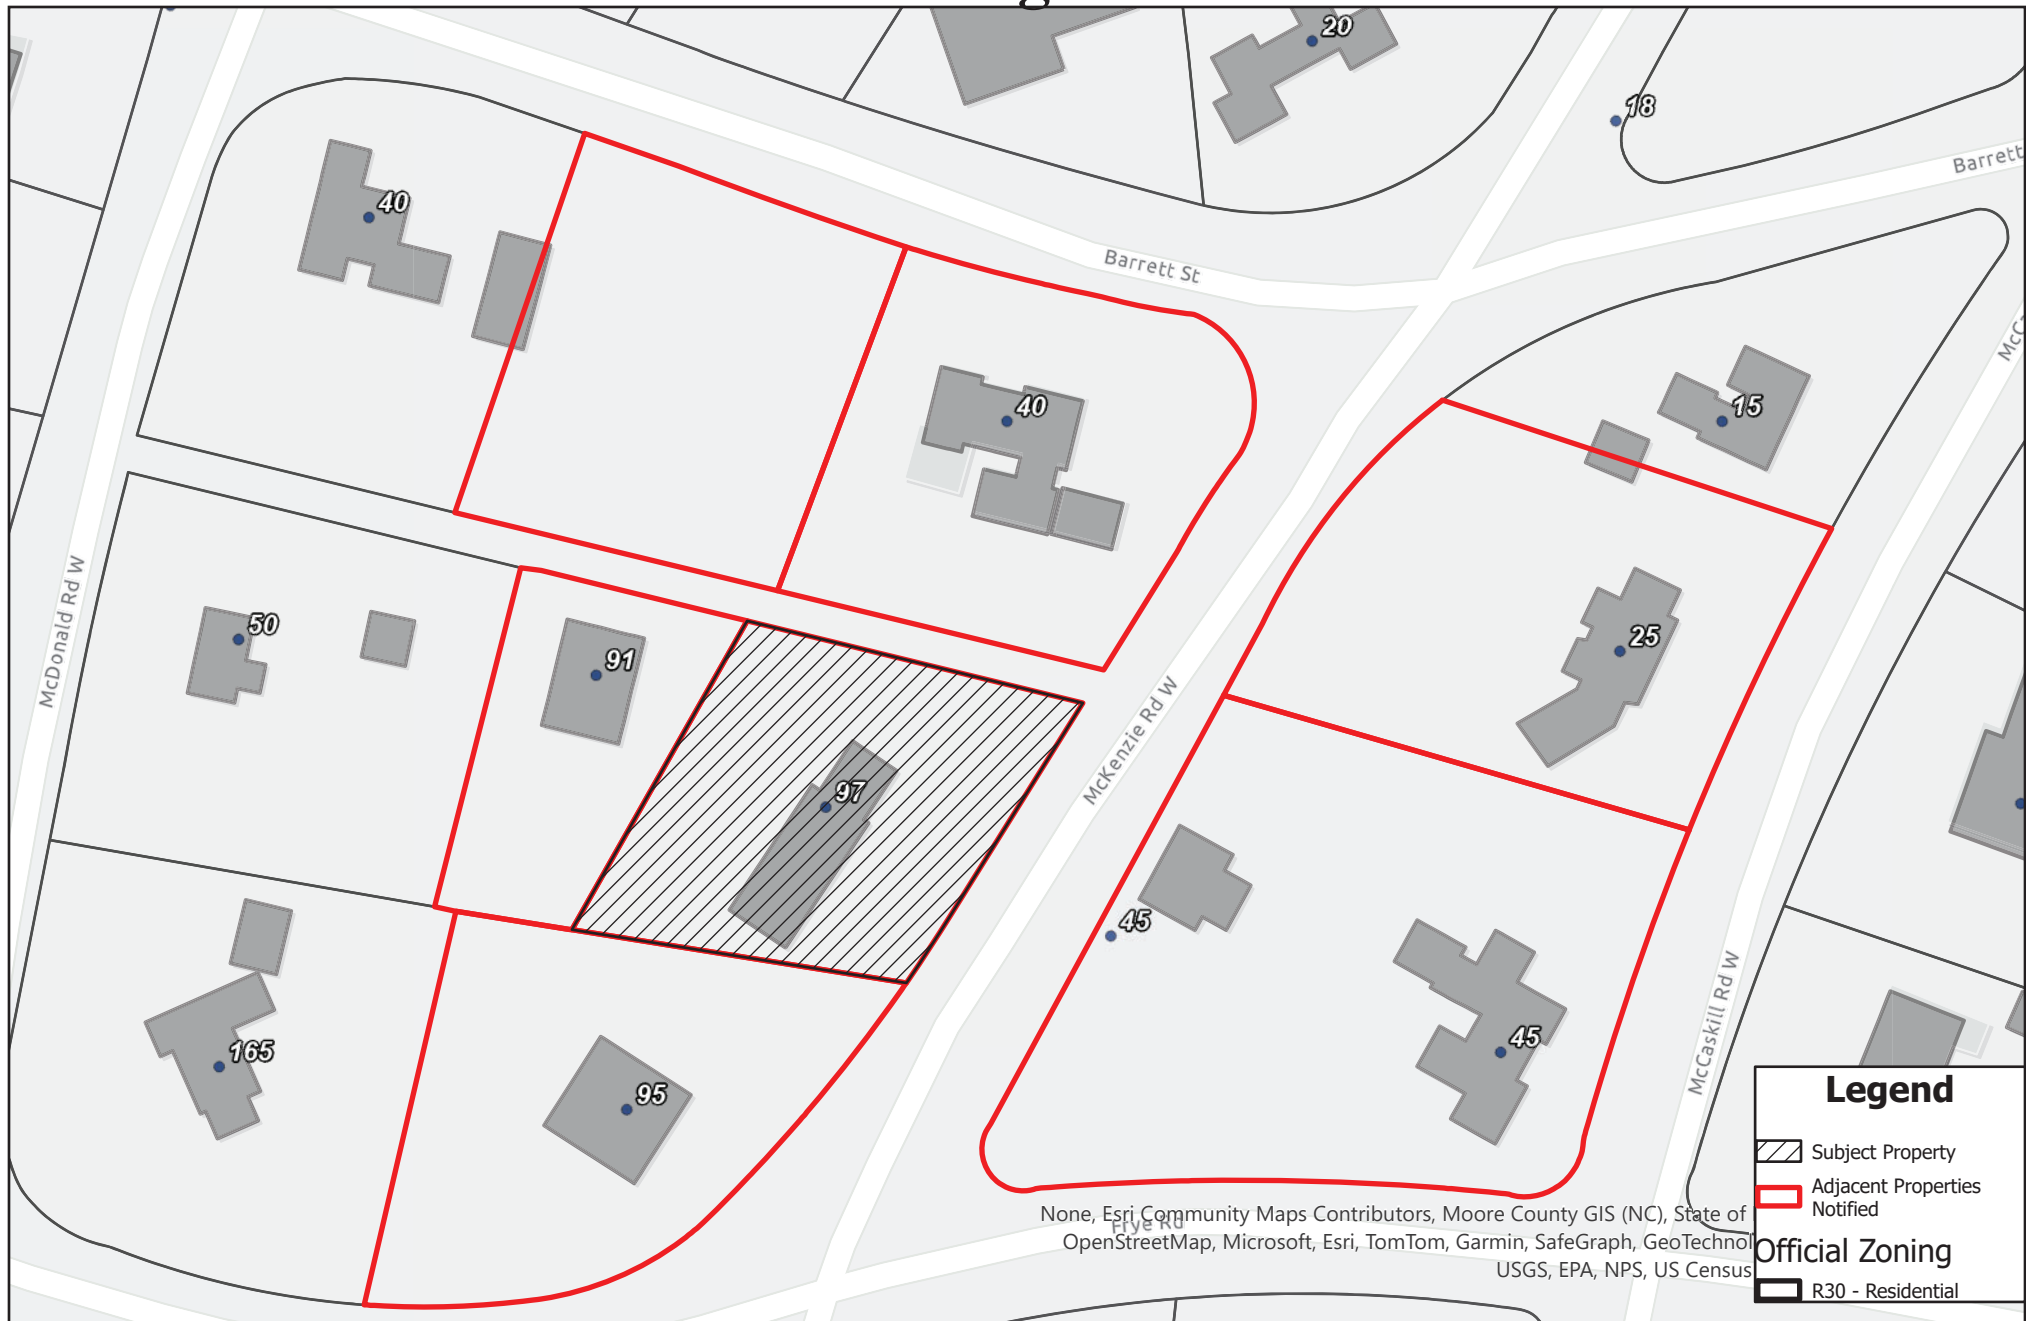 20
18
Barrett
40
Barrett St
McCa
40
15
McDonald Rd W
50
91
25
McKenzie Rd W
97
45
45
McCaskill Rd W
165
95
Frye Rd
None, Esri Community Maps Contributors, Moore County GIS (NC), State of
OpenStreetMap, Microsoft, Esri, TomTom, Garmin, SafeGraph, GeoTechnol
USGS, EPA, NPS, US Census
Legend
Subject Property
Adjacent Properties
Notified
Official Zoning
R30 - Residential